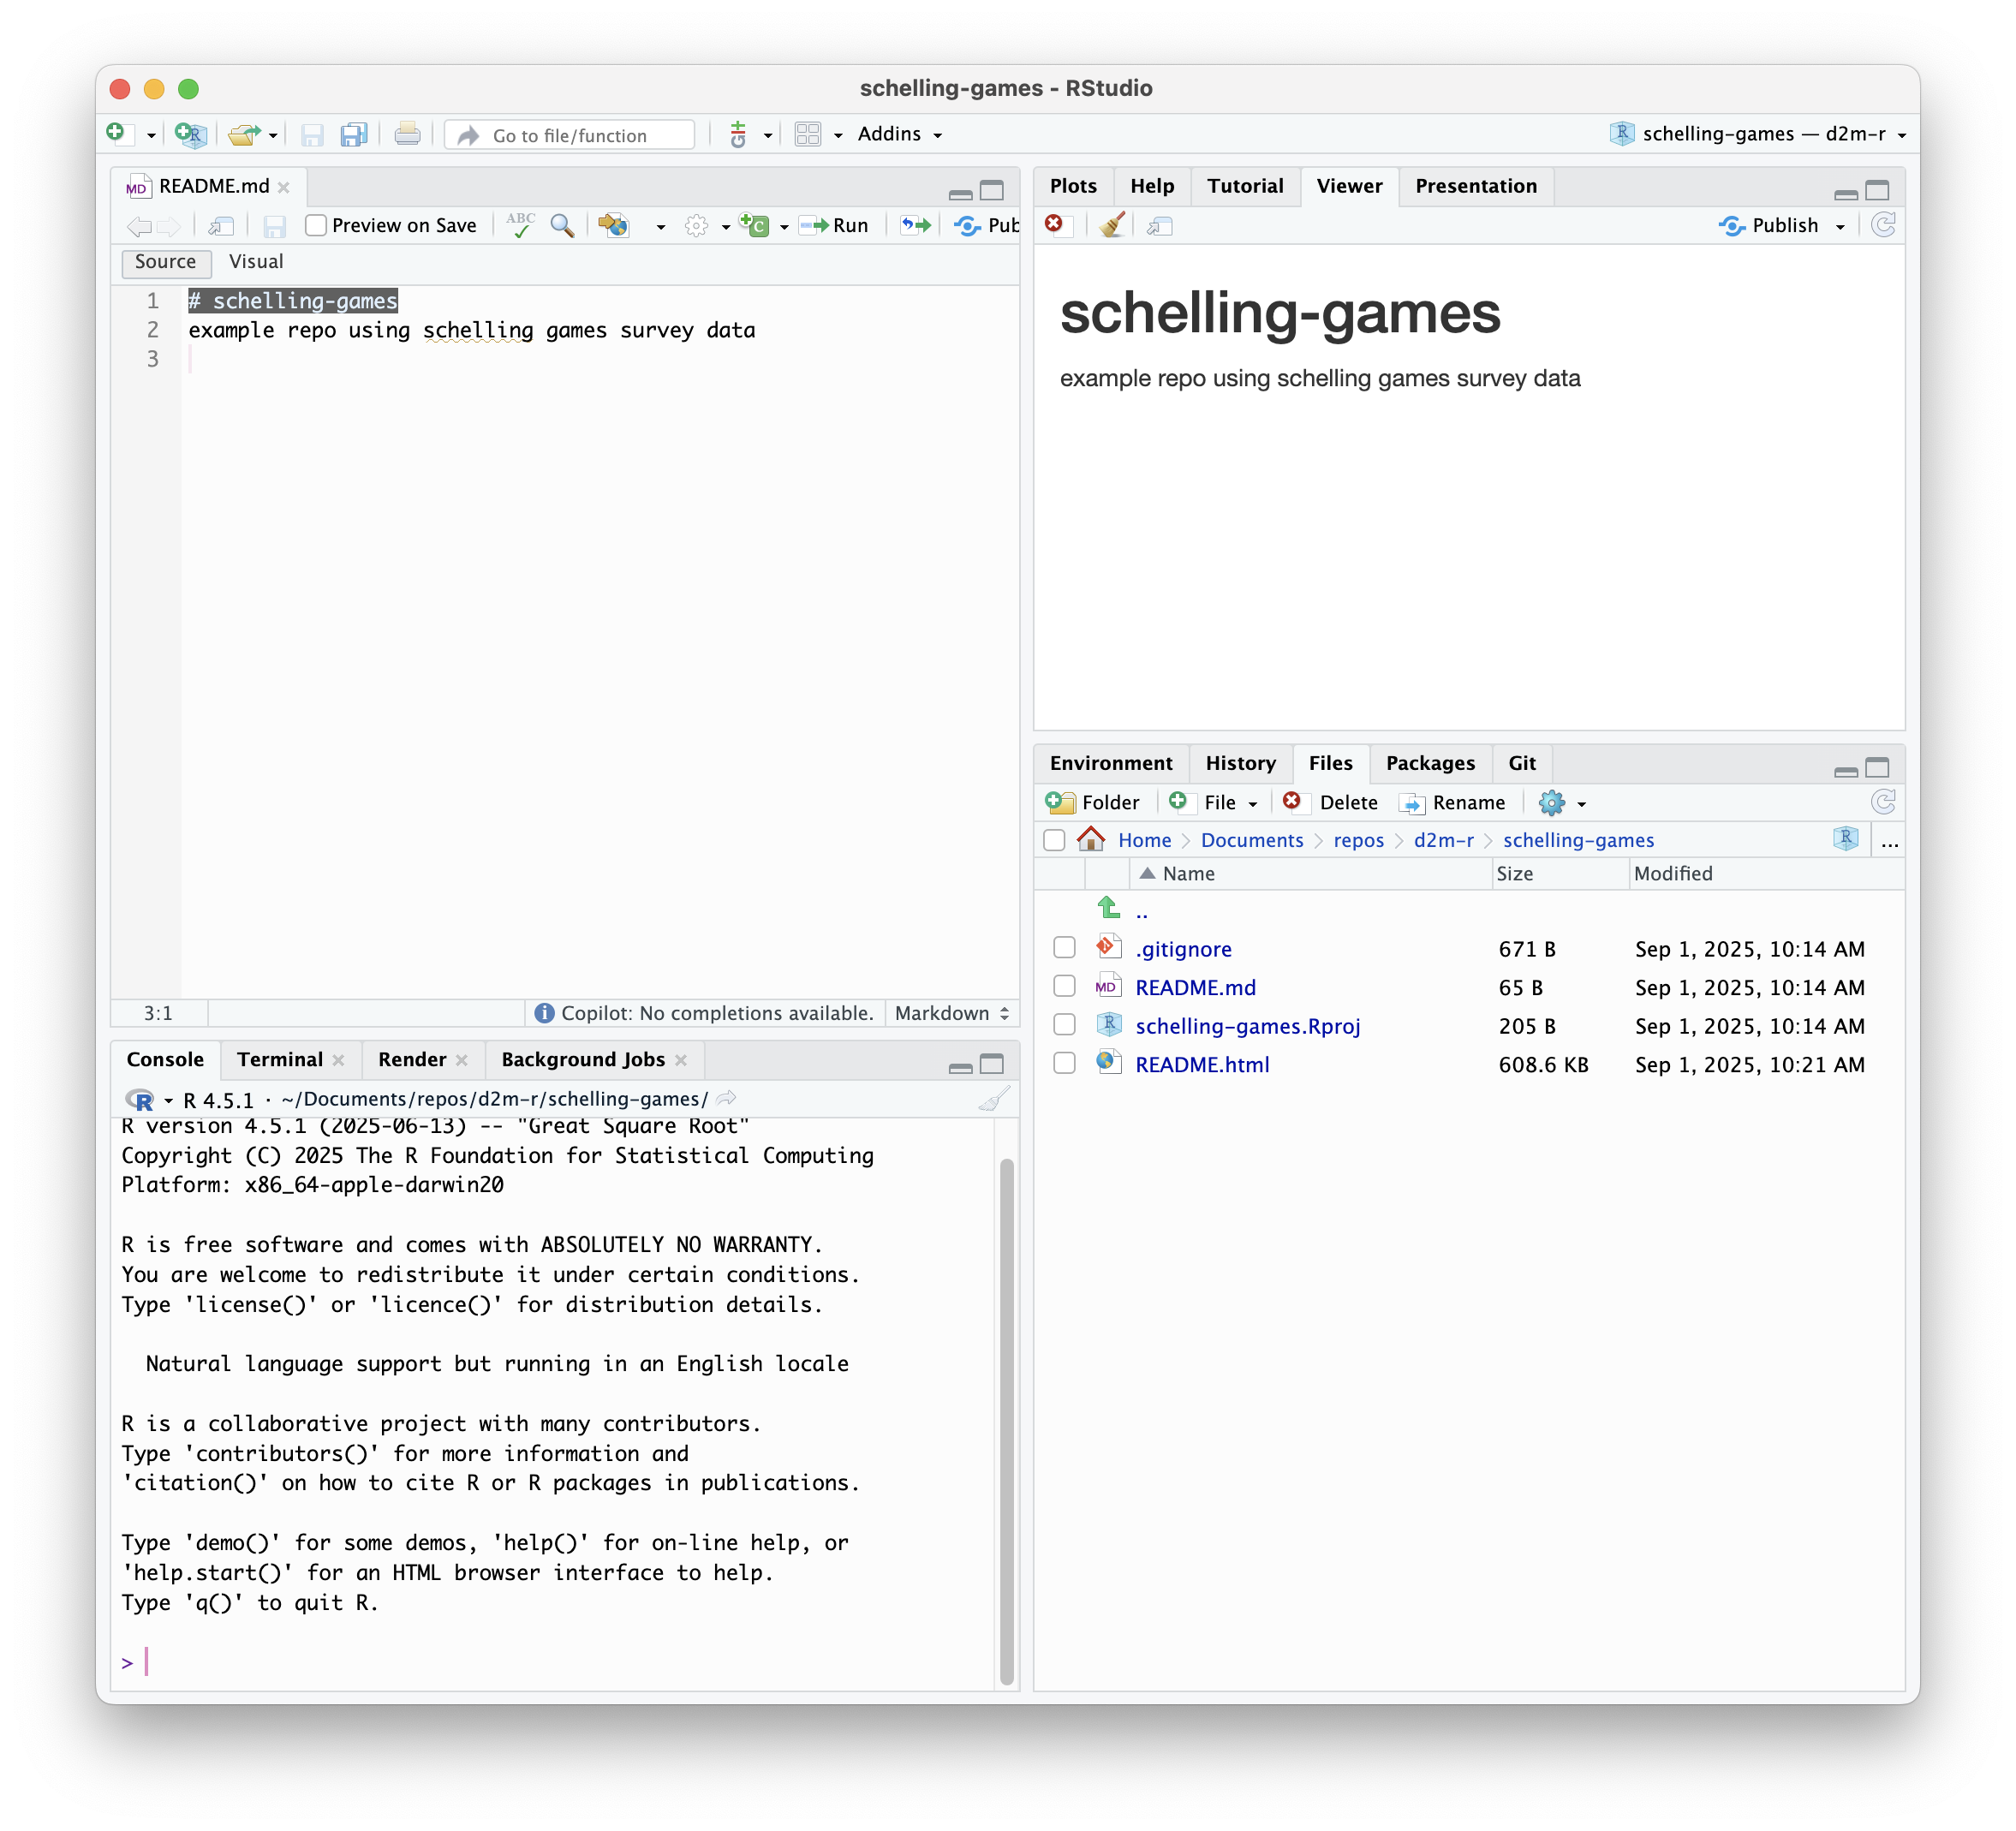 schelling-games - RStudio
Go to file/function
Addins
schelling-games — d2m-r
README.md
Preview on Save
ABC
Run
Pub
Source
Visual
1 # schelling-games
2 example repo using schelling games survey data
3
3:1
Copilot: No completions available.
Markdown
Console
Terminal
Render
Background Jobs
R 4.5.1 · ~/Documents/repos/d2m-r/schelling-games/
R version 4.5.1 (2025-06-13) -- "Great Square Root"
Copyright (C) 2025 The R Foundation for Statistical Computing
Platform: x86_64-apple-darwin20
R is free software and comes with ABSOLUTELY NO WARRANTY.
You are welcome to redistribute it under certain conditions.
Type 'license()' or 'licence()' for distribution details.
Natural language support but running in an English locale
R is a collaborative project with many contributors.
Type 'contributors()' for more information and
'citation()' on how to cite R or R packages in publications.
Type 'demo()' for some demos, 'help()' for on-line help, or
'help.start()' for an HTML browser interface to help.
Type 'q()' to quit R.
>
Plots
Help
Tutorial
Viewer
Presentation
Publish
schelling-games
example repo using schelling games survey data
Environment
History
Files
Packages
Git
Folder
File
Delete
Rename
Home > Documents > repos > d2m-r > schelling-games
...
Name Size Modified
..
.gitignore 671 B Sep 1, 2025, 10:14 AM
README.md 65 B Sep 1, 2025, 10:14 AM
schelling-games.Rproj 205 B Sep 1, 2025, 10:14 AM
README.html 608.6 KB Sep 1, 2025, 10:21 AM